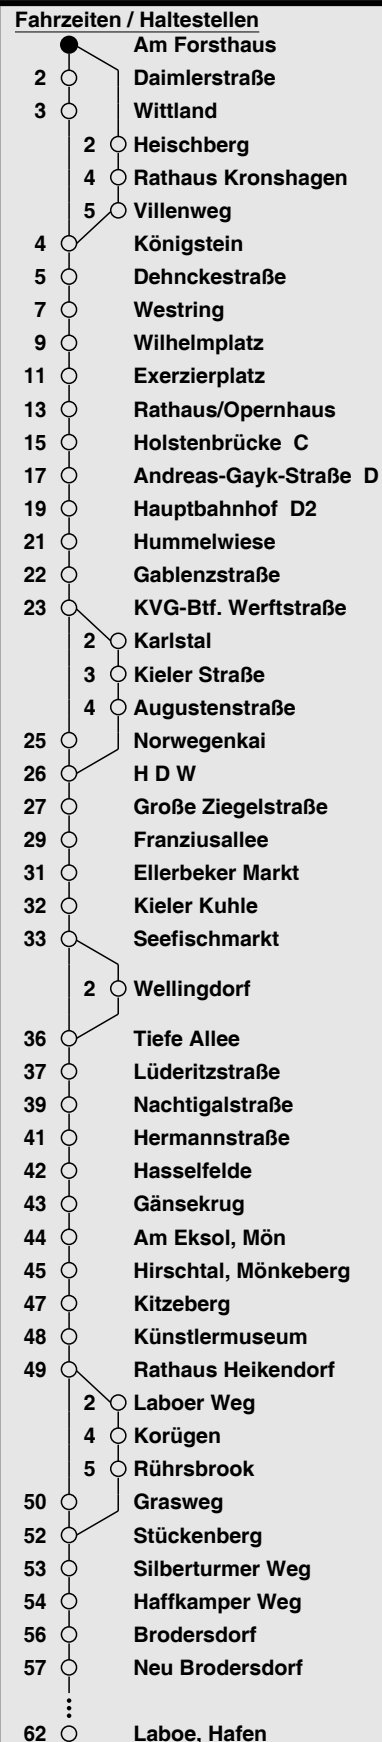 Fahrzeiten / Haltestellen
Am Forsthaus
2 Daimlerstraße
3 Wittland
2 Heischberg
4 Rathaus Kronshagen
5 Villenweg
4 Königstein
5 Dehnckestraße
7 Westring
9 Wilhelmplatz
11 Exerzierplatz
13 Rathaus/Opernhaus
15 Holstenbrücke C
17 Andreas-Gayk-Straße D
19 Hauptbahnhof D2
21 Hummelwiese
22 Gablenzstraße
23 KVG-Btf. Werftstraße
2 Karlstal
3 Kieler Straße
4 Augustenstraße
25 Norwegenkai
26 H D W
27 Große Ziegelstraße
29 Franziusallee
31 Ellerbeker Markt
32 Kieler Kuhle
33 Seefischmarkt
2 Wellingdorf
36 Tiefe Allee
37 Lüderitzstraße
39 Nachtigalstraße
41 Hermannstraße
42 Hasselfelde
43 Gänsekrug
44 Am Eksol, Mön
45 Hirschtal, Mönkeberg
47 Kitzeberg
48 Künstlermuseum
49 Rathaus Heikendorf
2 Laboer Weg
4 Korügen
5 Rührsbrook
50 Grasweg
52 Stückenberg
53 Silberturmer Weg
54 Haffkamper Weg
56 Brodersdorf
57 Neu Brodersdorf
62 Laboe, Hafen